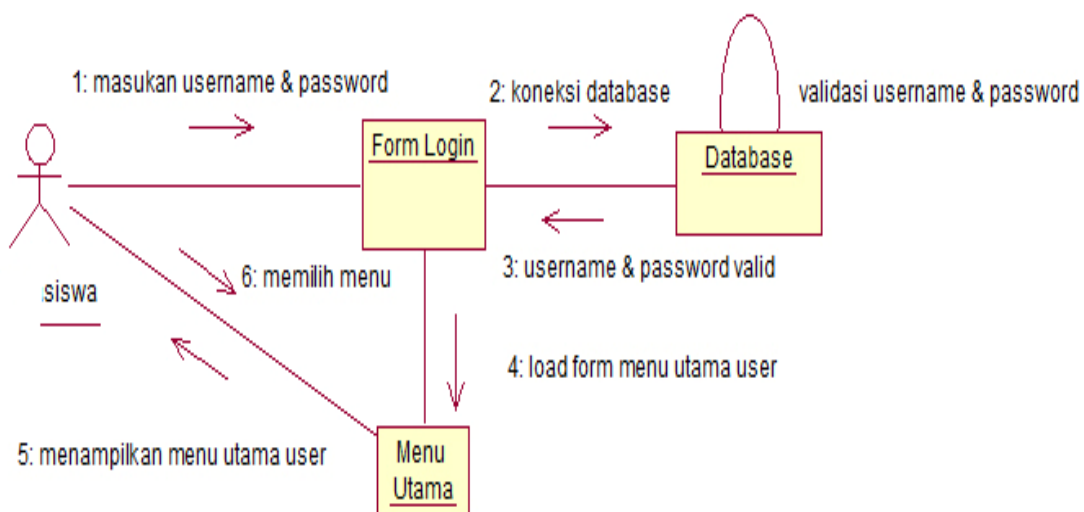 1: masukan username & password
2: koneksi database
validasi username & password
Form Login
Database
3: username & password valid
6: memilih menu
siswa
4: load form menu utama user
5: menampilkan menu utama user
Menu
Utama